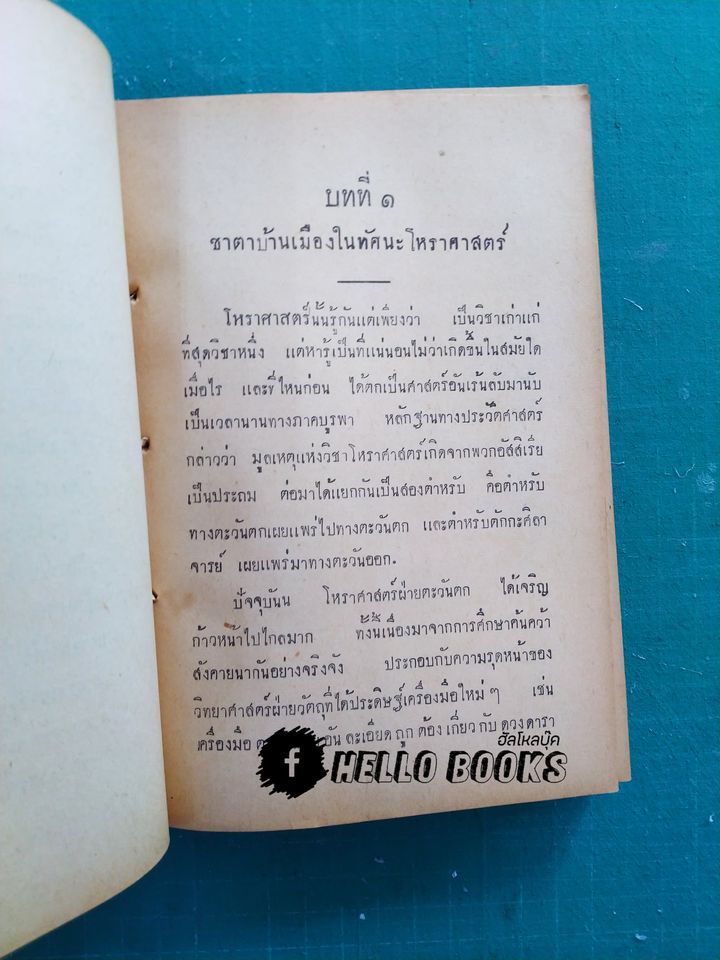 บทที่ ๑
ชาตาบ้านเมืองในทัศนะโหราศาสตร์
โหราศาสตร์นั้นรู้กันแต่เพียงว่า เป็นวิชาเก่าแก่
ที่สุดวิชาหนึ่ง แต่หารู้เป็นที่แน่นอนไม่ว่าเกิดขึ้นในสมัยใด
เมื่อไร และที่ไหนก่อน ได้ตกเป็นศาสตร์อันเร้นลับมานับ
เป็นเวลานานทางภาคบูรพา หลักฐานทางประวัติศาสตร์
กล่าวว่า มูลเหตุแห่งวิชาโหราศาสตร์เกิดจากพวกอัสสิเรีย
เป็นประถม ต่อมาได้แยกกันเป็นสองตำหรับ คือตำหรับ
ทางตะวันตกเผยแพร่ไปทางตะวันตก และตำหรับตักกะศิลา
จารย์ เผยแพร่มาทางตะวันออก.
ปัจจุบันน โหราศาสตร์ฝ่ายตะวันตก ได้เจริญ
ก้าวหน้าไปไกลมาก ทั้งนี้เนื่องมาจากการศึกษาค้นคว้า
สังคายนากันอย่างจริงจัง ประกอบกับความรุดหน้าของ
วิทยาศาสตร์ฝ่ายวัตถุที่ได้ประดิษฐ์เครื่องมือใหม่ ๆ เช่น
เครื่องมือ อัน ละเอียด ถูก ต้อง เกี่ยว กับ ดวง ดารา
ฮัลโหลบุ๊ค
f HELLO BOOKS